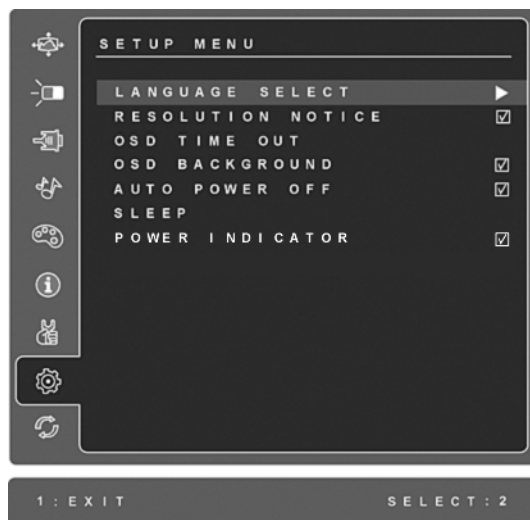 SETUP MENU
LANGUAGE SELECT
RESOLUTION NOTICE
OSD TIME OUT
OSD BACKGROUND
AUTO POWER OFF
SLEEP
POWER INDICATOR
1:EXIT SELECT:2